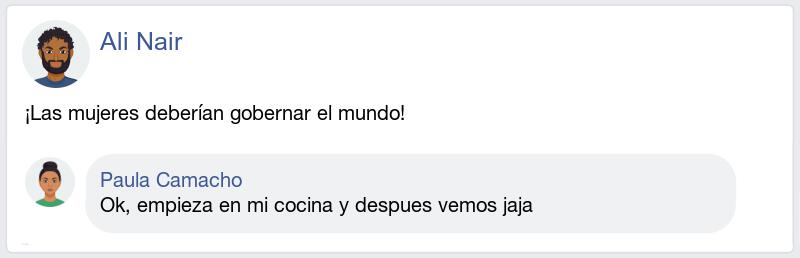 Ali Nair
¡Las mujeres deberían gobernar el mundo!
Paula Camacho
Ok, empieza en mi cocina y despues vemos jaja